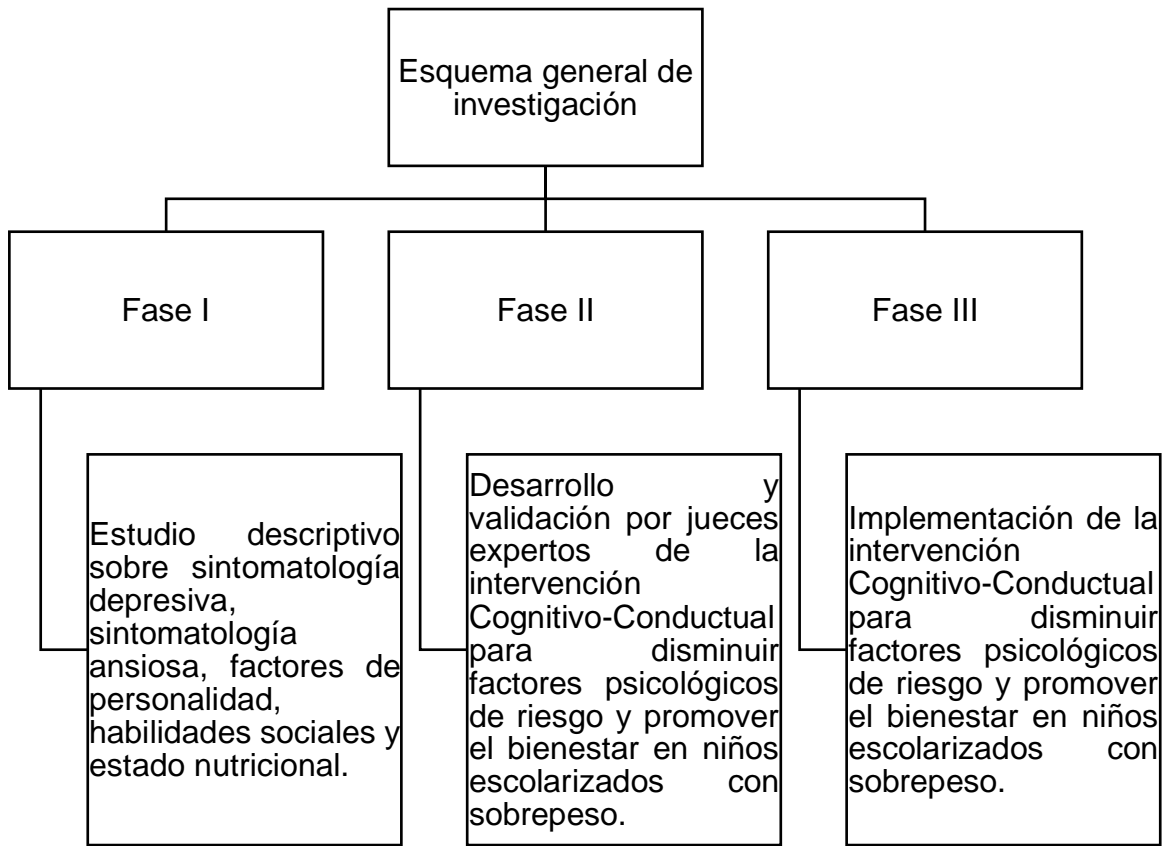 Esquema general de
investigación
Fase I
Fase II
Fase III
Estudio descriptivo
sobre sintomatología
depresiva,
sintomatología
ansiosa, factores de
personalidad,
habilidades sociales y
estado nutricional.
Desarrollo y
validación por jueces
expertos de la
intervención
Cognitivo-Conductual
para disminuir
factores psicológicos
de riesgo y promover
el bienestar en niños
escolarizados con
sobrepeso.
Implementación de la
intervención
Cognitivo-Conductual
para disminuir
factores psicológicos
de riesgo y promover
el bienestar en niños
escolarizados con
sobrepeso.